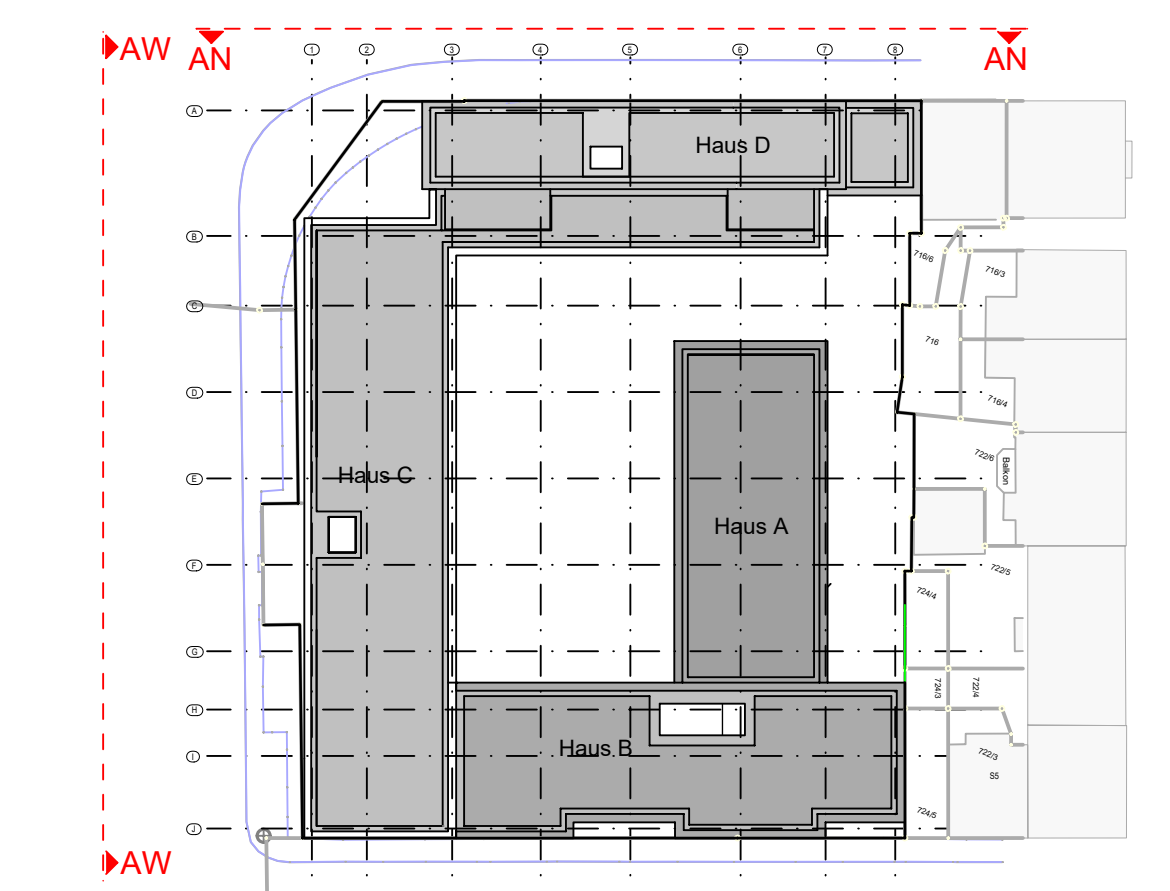 AW
AN
AN
1 2 3 4 5 6 7 8
A
Haus D
B
716/6
716/3
C
716
D
716/4
722/6
Balkon
E
Haus C
Haus A
F
722/5
724/4
G
724/3
722/4
H
Haus B
I
722/3
S5
724/5
J
AW